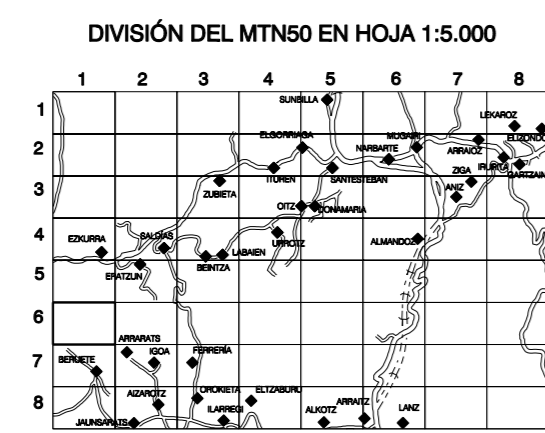 DIVISIÓN DEL MTN50 EN HOJA 1:5.000
1 2 3 4 5 6 7 8
1
SUNBILLA
LEKAROZ
ELIZONDO
2
ELGORRIAGA
MUGAIRI
NARBARTE
ARRAIOZ
IRURITA
GARTZAIN
ITUREN
SANTESTEBAN
ZIGA
3
ZUBIETA
ANIZ
OITZ
DONAMARIA
4
EZKURRA
SALDIAS
URROTZ
ALMANDOZ
LABAIEN
BEINTZA
5
ERATZUN
6
ARRARATS
7
BERUETE
IGOA
FERRERÍA
8
AIZAROTZ
OROKIETA
ELTZABURU
ILARREGI
ARRAITZ
JAUNSARATS
ALKOTZ
LANZ